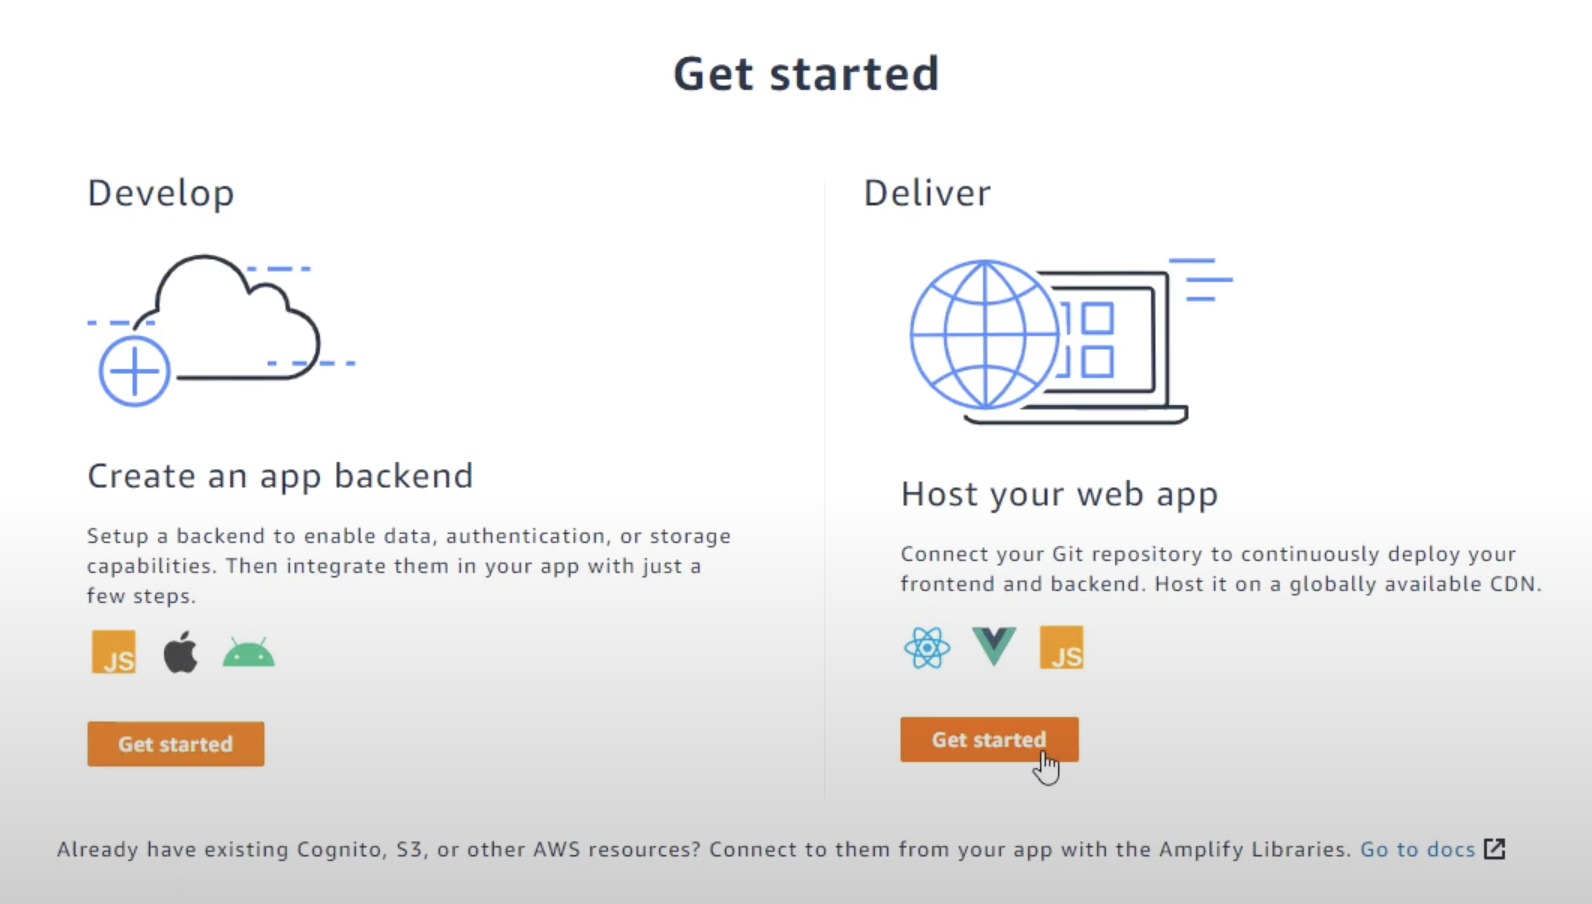 Get started
Develop
Create an app backend
Setup a backend to enable data, authentication, or storage
capabilities. Then integrate them in your app with just a
few steps.
JS
Get started
Deliver
Host your web app
Connect your Git repository to continuously deploy your
frontend and backend. Host it on a globally available CDN.
JS
Get started
Already have existing Cognito, S3, or other AWS resources? Connect to them from your app with the Amplify Libraries. Go to docs